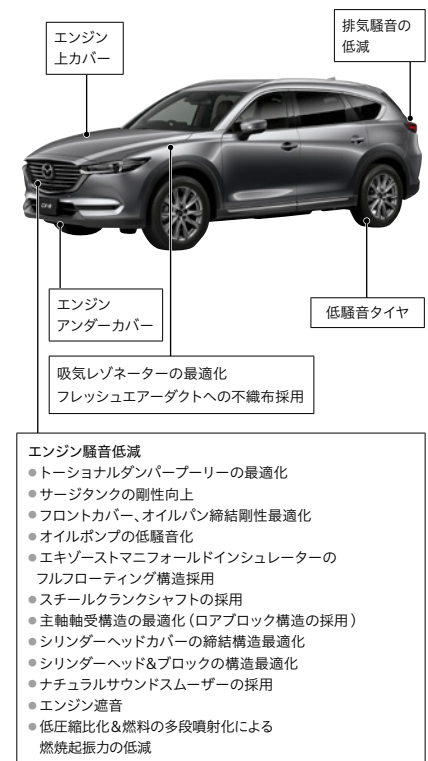 エンジン
上カバー
排気騒音の
低減
エンジン
アンダーカバー
低騒音タイヤ
吸気レゾネーターの最適化
フレッシュエアーダクトへの不織布採用
エンジン騒音低減
●トーショナルダンパープーリーの最適化
●サージタンクの剛性向上
●フロントカバー、オイルパン締結剛性最適化
●オイルポンプの低騒音化
●エキゾーストマニフォールドインシュレーターの
フルフローティング構造採用
●スチールクランクシャフトの採用
●主軸軸受構造の最適化（ロアブロック構造の採用）
●シリンダーヘッドカバーの締結構造最適化
●シリンダーヘッド&ブロックの構造最適化
●ナチュラルサウンドスムーザーの採用
●エンジン遮音
●低圧縮比化&燃料の多段噴射化による
燃焼起振力の低減